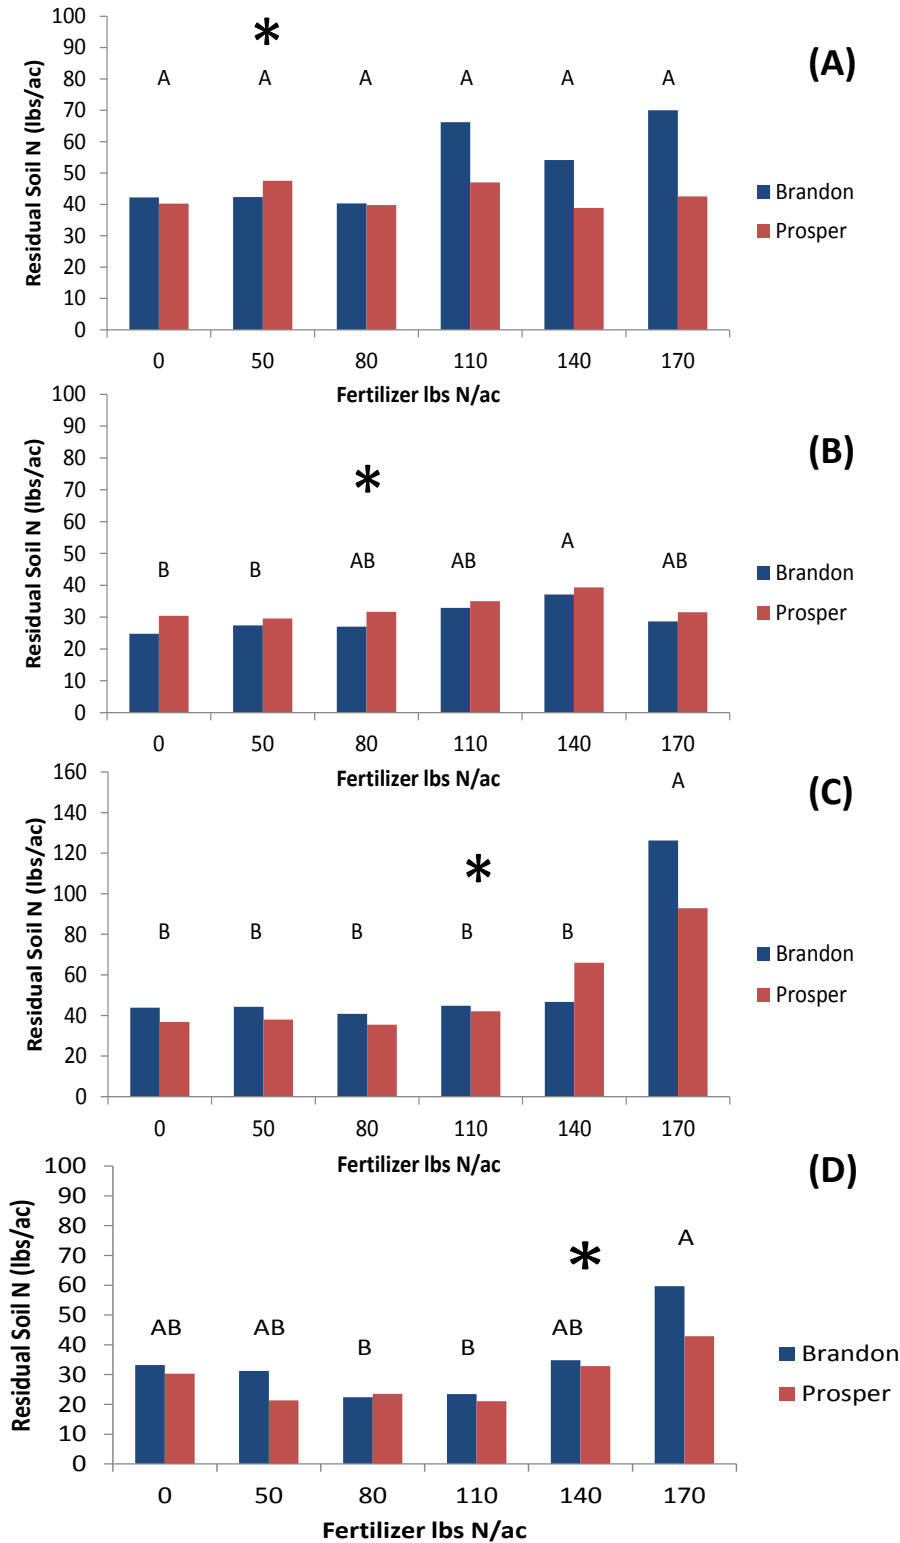 100
90
80
70
60
50
40
30
20
10
0
Residual Soil N (lbs/ac)
*
A A A A A A
(A)
Brandon
Prosper
0 50 80 110 140 170
Fertilizer lbs N/ac
100
90
80
70
60
50
40
30
20
10
0
Residual Soil N (lbs/ac)
*
B B AB AB A AB
(B)
Brandon
Prosper
0 50 80 110 140 170
Fertilizer lbs N/ac
160
140
120
100
80
60
40
20
0
Residual Soil N (lbs/ac)
*
B B B B B A
(C)
Brandon
Prosper
0 50 80 110 140 170
Fertilizer lbs N/ac
100
90
80
70
60
50
40
30
20
10
0
Residual Soil N (lbs/ac)
*
AB AB B B AB A
(D)
Brandon
Prosper
0 50 80 110 140 170
Fertilizer lbs N/ac